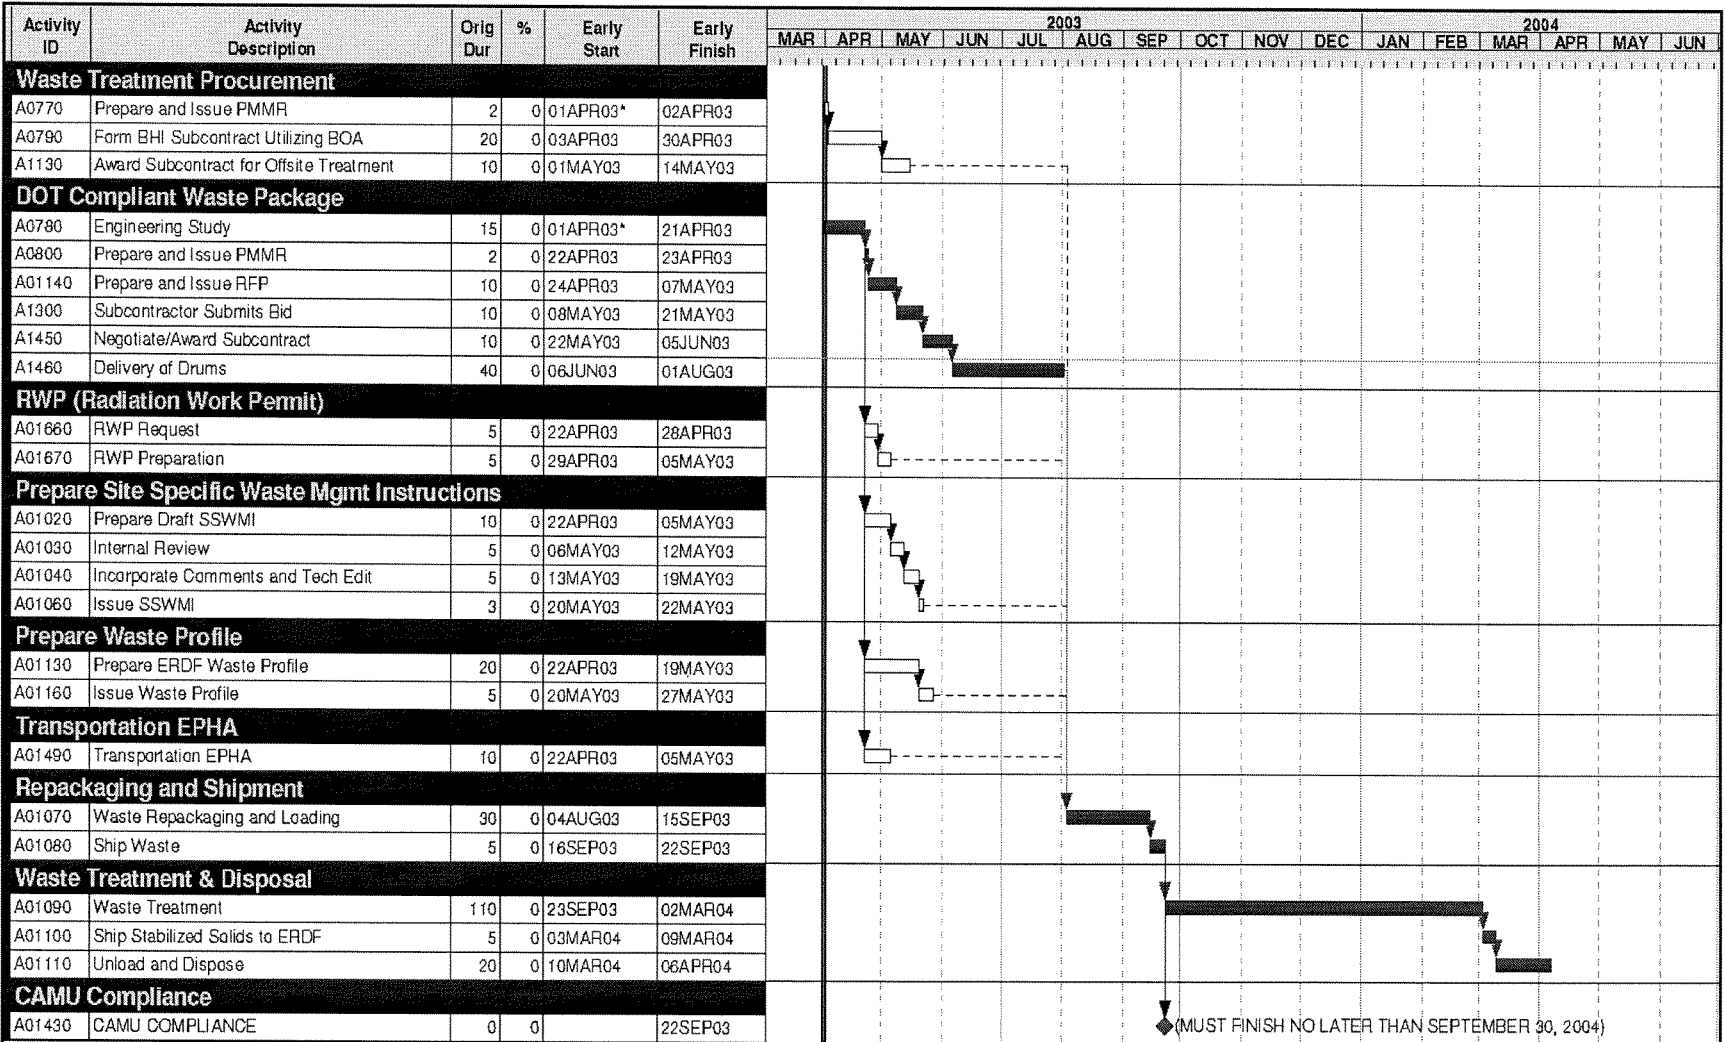 Activity ID Activity Description Orig Dur % Early Start Early Finish 2003 2004
MAR APR MAY JUN JUL AUG SEP OCT NOV DEC JAN FEB MAR APR MAY JUN
Waste Treatment Procurement
A0770 Prepare and Issue PMMR 2 0 01APR03* 02APR03
A0790 Form BHI Subcontract Utilizing BOA 20 0 03APR03 30APR03
A1130 Award Subcontract for Offsite Treatment 10 0 01MAY03 14MAY03
DOT Compliant Waste Package
A0780 Engineering Study 15 0 01APR03* 21APR03
A0800 Prepare and Issue PMMR 2 0 22APR03 23APR03
A01140 Prepare and Issue RFP 10 0 24APR03 07MAY03
A1300 Subcontractor Submits Bid 10 0 08MAY03 21MAY03
A1450 Negotiate/Award Subcontract 10 0 22MAY03 05JUN03
A1460 Delivery of Drums 40 0 06JUN03 01AUG03
RWP (Radiation Work Permit)
A01660 RWP Request 5 0 22APR03 28APR03
A01670 RWP Preparation 5 0 29APR03 05MAY03
Prepare Site Specific Waste Mgmt Instructions
A01020 Prepare Draft SSWMI 10 0 22APR03 05MAY03
A01030 Internal Review 5 0 06MAY03 12MAY03
A01040 Incorporate Comments and Tech Edit 5 0 13MAY03 19MAY03
A01060 Issue SSWMI 3 0 20MAY03 22MAY03
Prepare Waste Profile
A01130 Prepare ERDF Waste Profile 20 0 22APR03 19MAY03
A01160 Issue Waste Profile 5 0 20MAY03 27MAY03
Transportation EPHA
A01490 Transportation EPHA 10 0 22APR03 05MAY03
Repackaging and Shipment
A01070 Waste Repackaging and Loading 30 0 04AUG03 15SEP03
A01080 Ship Waste 5 0 16SEP03 22SEP03
Waste Treatment & Disposal
A01090 Waste Treatment 110 0 23SEP03 02MAR04
A01100 Ship Stabilized Solids to ERDF 5 0 03MAR04 09MAR04
A01110 Unload and Dispose 20 0 10MAR04 06APR04
CAMU Compliance
A01430 CAMU COMPLIANCE 0 0 22SEP03 (MUST FINISH NO LATER THAN SEPTEMBER 30, 2004)